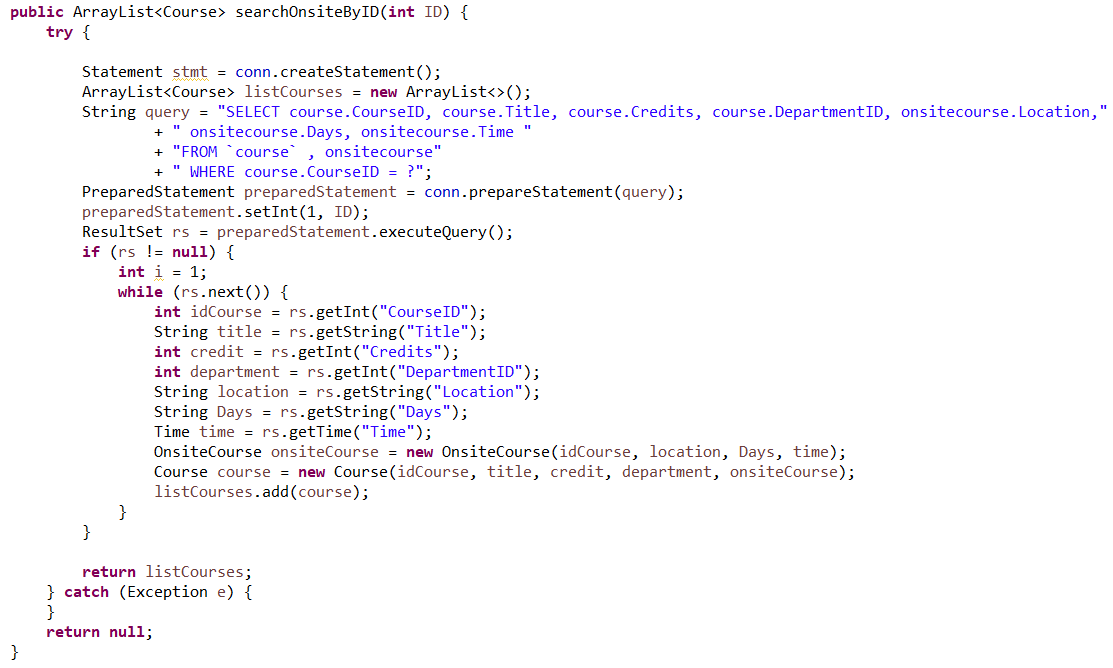 public ArrayList<Course> searchOnsiteByID(int ID) {
    try {

        Statement stmt = conn.createStatement();
        ArrayList<Course> listCourses = new ArrayList<>();
        String query = "SELECT course.CourseID, course.Title, course.Credits, course.DepartmentID, onsitecourse.Location,"
                + " onsitecourse.Days, onsitecourse.Time "
                + "FROM `course` , onsitecourse"
                + " WHERE course.CourseID = ?";
        PreparedStatement preparedStatement = conn.prepareStatement(query);
        preparedStatement.setInt(1, ID);
        ResultSet rs = preparedStatement.executeQuery();
        if (rs != null) {
            int i = 1;
            while (rs.next()) {
                int idCourse = rs.getInt("CourseID");
                String title = rs.getString("Title");
                int credit = rs.getInt("Credits");
                int department = rs.getInt("DepartmentID");
                String location = rs.getString("Location");
                String Days = rs.getString("Days");
                Time time = rs.getTime("Time");
                OnsiteCourse onsiteCourse = new OnsiteCourse(idCourse, location, Days, time);
                Course course = new Course(idCourse, title, credit, department, onsiteCourse);
                listCourses.add(course);
            }
        }

        return listCourses;
    } catch (Exception e) {
    }
    return null;
}